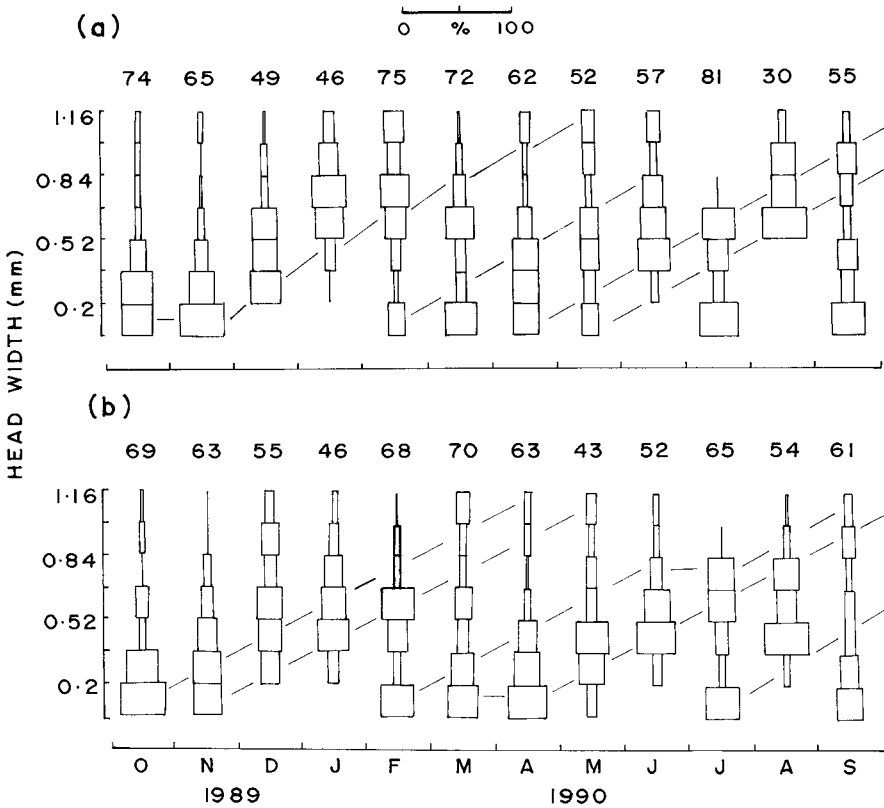 (a)
0 % 100
74 65 49 46 75 72 62 52 57 81 30 55
1·16
0·84
0·52
0·2
HEAD WIDTH (mm)
(b)
69 63 55 46 68 70 63 43 52 65 54 61
1·16
0·84
0·52
0·2
O N D J F M A M J J A S
1989 1990